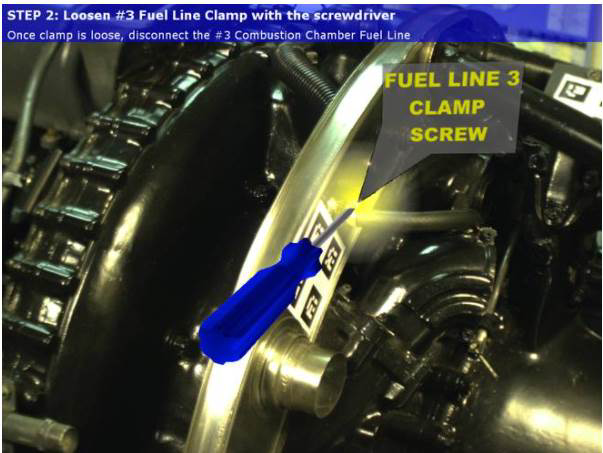 STEP 2: Loosen #3 Fuel Line Clamp with the screwdriver
Once clamp is loose, disconnect the #3 Combustion Chamber Fuel Line
FUEL LINE 3
CLAMP
SCREW